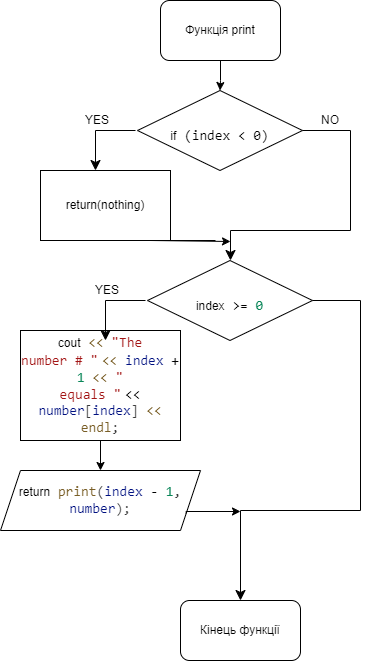 Функція print
YES
NO
if (index < 0)
return(nothing)
YES
index >= 0
cout << "The
number # " << index +
1 << "
equals " <<
number[index] <<
endl;
return print(index - 1,
number);
Кінець функції